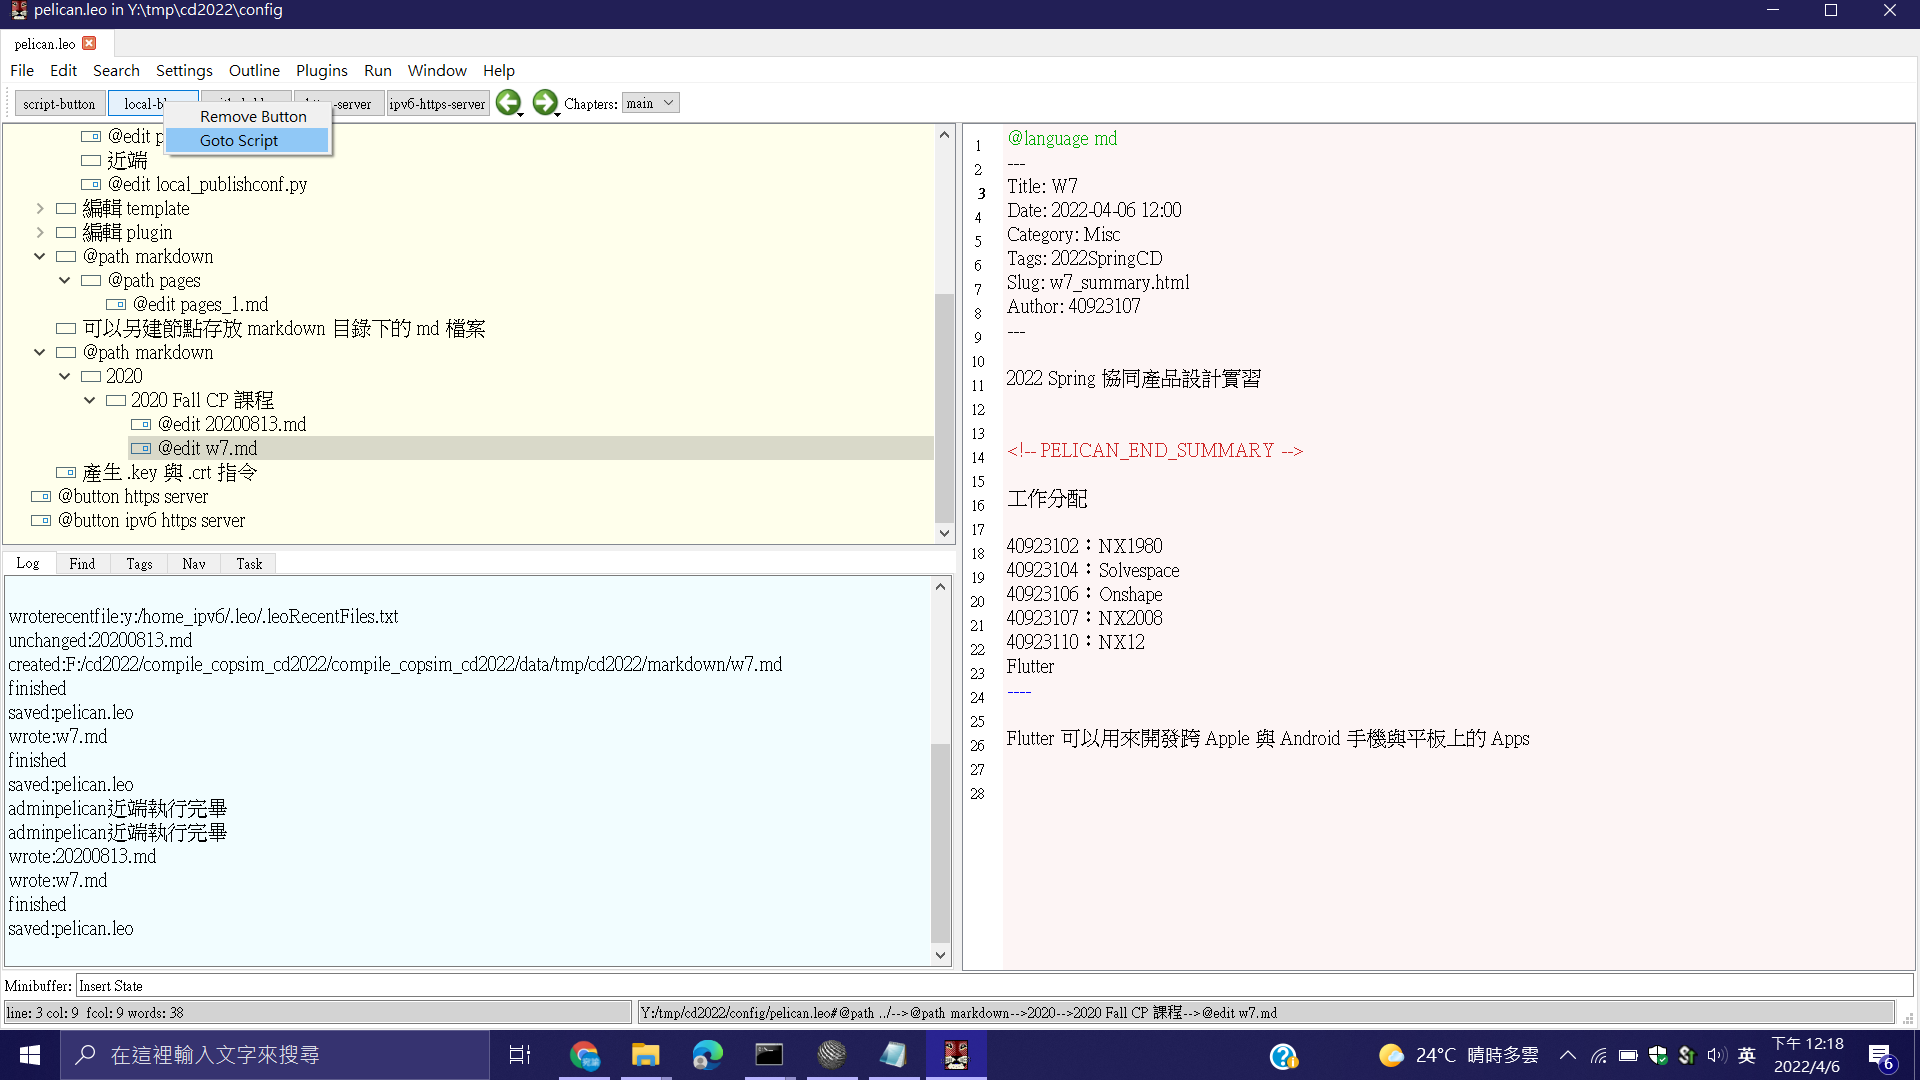 pelican.leo in Y:\tmp\cd2022\config
pelican.leo
File Edit Search Settings Outline Plugins Run Window Help
script-button local-bl -server ipv6-https-server Chapters: main
Remove Button
Goto Script
@edit p
近端
@edit local_publishconf.py
編輯 template
編輯 plugin
@path markdown
@path pages
@edit pages_1.md
可以另建節點存放 markdown 目錄下的 md 檔案
@path markdown
2020
2020 Fall CP 課程
@edit 20200813.md
@edit w7.md
產生 .key 與 .crt 指令
@button https server
@button ipv6 https server
Log Find Tags Nav Task
wroterecentfile:y:/home_ipv6/.leo/.leoRecentFiles.txt
unchanged:20200813.md
created:F:/cd2022/compile_copsim_cd2022/compile_copsim_cd2022/data/tmp/cd2022/markdown/w7.md
finished
saved:pelican.leo
wrote:w7.md
finished
saved:pelican.leo
adminpelican近端執行完畢
adminpelican近端執行完畢
wrote:20200813.md
wrote:w7.md
finished
saved:pelican.leo
1
2
3
4
5
6
7
8
9
10
11
12
13
14
15
16
17
18
19
20
21
22
23
24
25
26
27
28
@language md
---
Title: W7
Date: 2022-04-06 12:00
Category: Misc
Tags: 2022SpringCD
Slug: w7_summary.html
Author: 40923107
---
2022 Spring 協同產品設計實習
<!-- PELICAN_END_SUMMARY -->
工作分配
40923102：NX1980
40923104：Solvespace
40923106：Onshape
40923107：NX2008
40923110：NX12
Flutter
----
Flutter 可以用來開發跨 Apple 與 Android 手機與平板上的 Apps
Minibuffer: Insert State
line: 3 col: 9 fcol: 9 words: 38
Y:/tmp/cd2022/config/pelican.leo#@path ../-->@path markdown-->2020-->2020 Fall CP 課程-->@edit w7.md
在這裡輸入文字來搜尋
24°C 晴時多雲
英
下午 12:18
2022/4/6
6